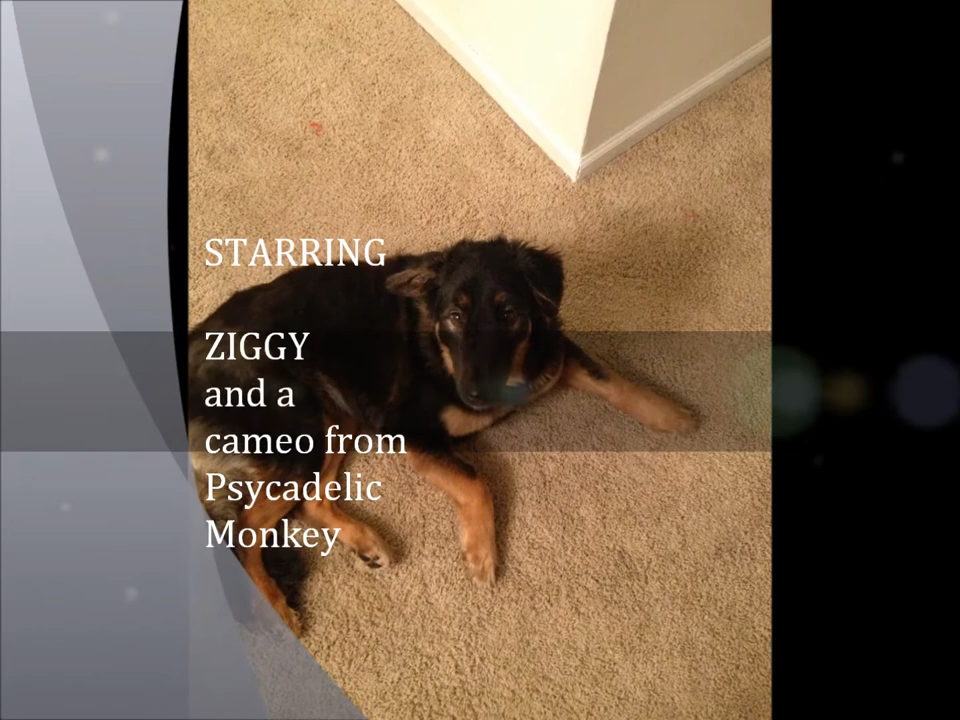 STARRING
ZIGGY
and a
cameo from
Psycadelic
Monkey